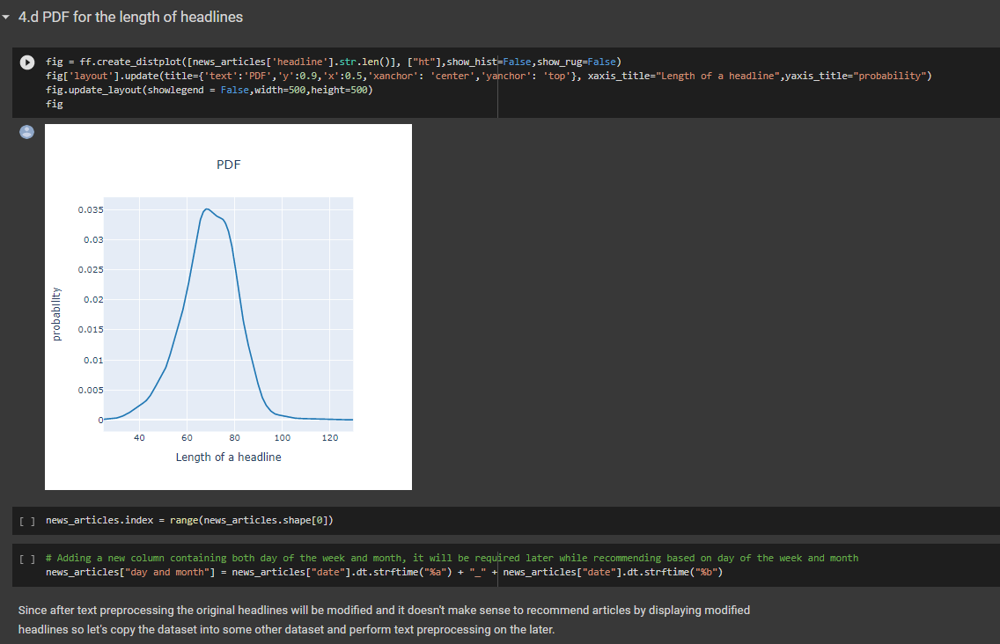 4.d PDF for the length of headlines
fig = ff.create_distplot([news_articles['headline'].str.len()], ["ht"],show_hist=False,show_rug=False)
fig['layout'].update(title={'text':'PDF','y':0.9,'x':0.5,'xanchor': 'center','yanchor': 'top'}, xaxis_title="Length of a headline",yaxis_title="probability")
fig.update_layout(showlegend = False,width=500,height=500)
fig
PDF
0.035
0.03
0.025
0.02
0.015
0.01
0.005
0
probability
40 60 80 100 120
Length of a headline
[ ] news_articles.index = range(news_articles.shape[0])
[ ] # Adding a new column containing both day of the week and month, it will be required later while recommending based on day of the week and month
news_articles["day and month"] = news_articles["date"].dt.strftime("%a") + "_" + news_articles["date"].dt.strftime("%b")
Since after text preprocessing the original headlines will be modified and it doesn't make sense to recommend articles by displaying modified
headlines so let's copy the dataset into some other dataset and perform text preprocessing on the later.